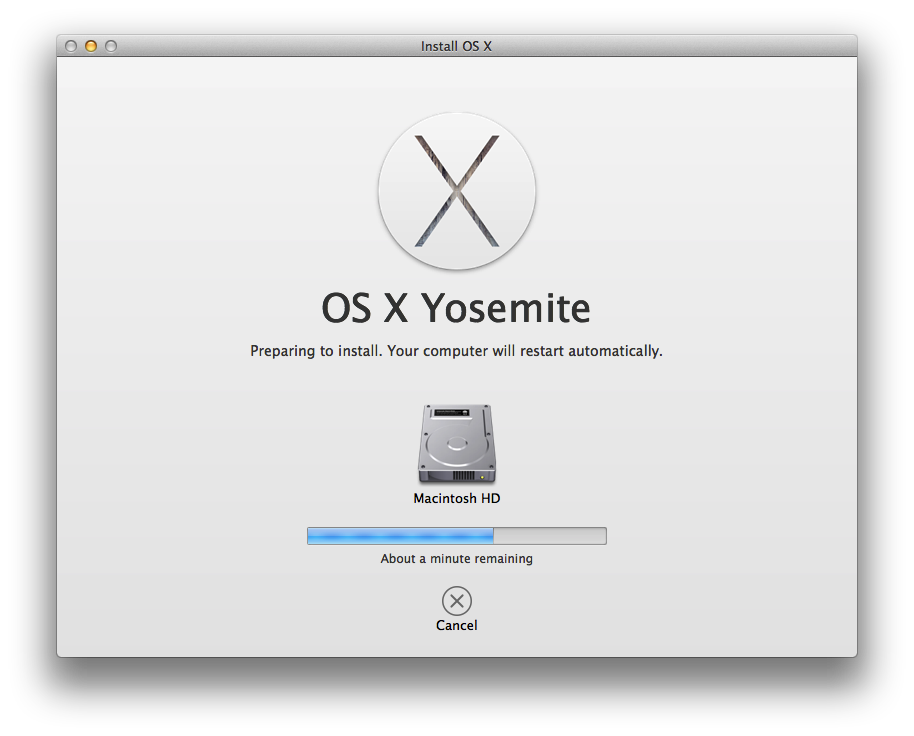 Install OS X
OS X Yosemite
Preparing to install. Your computer will restart automatically.
Macintosh HD
About a minute remaining
Cancel